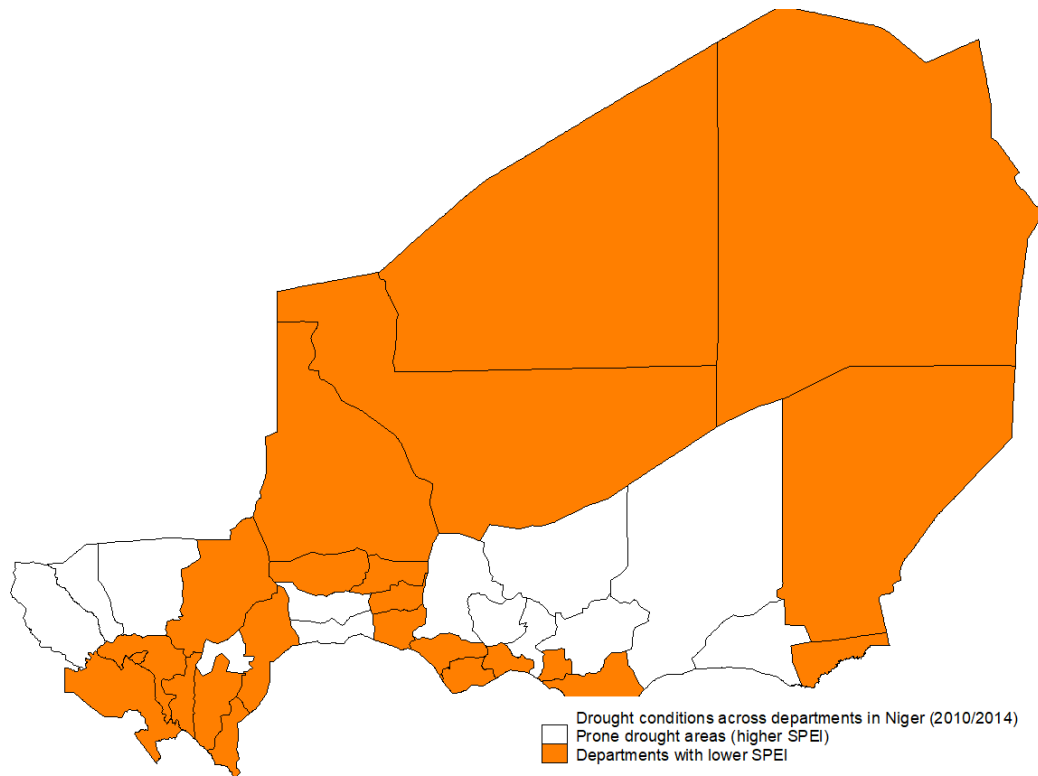 Drought conditions across departments in Niger (2010/2014)
Prone drought areas (higher SPEI)
Departments with lower SPEI